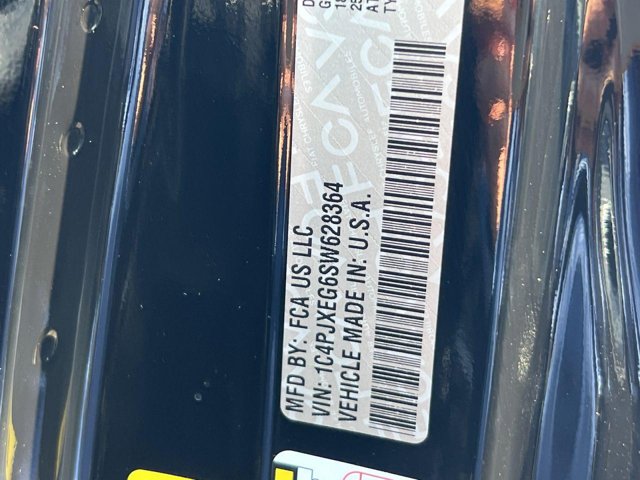 MFD BY: FCA US LLC
VIN: 1C4PJXEG6SW628364
VEHICLE MADE IN: U.S.A.